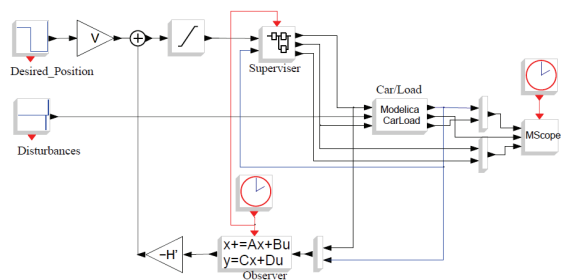 V
Desired_Position
Superviser
Car/Load
Modelica
CarLoad
MScope
Disturbances
x+=Ax+Bu
y=Cx+Du
–H'
Observer